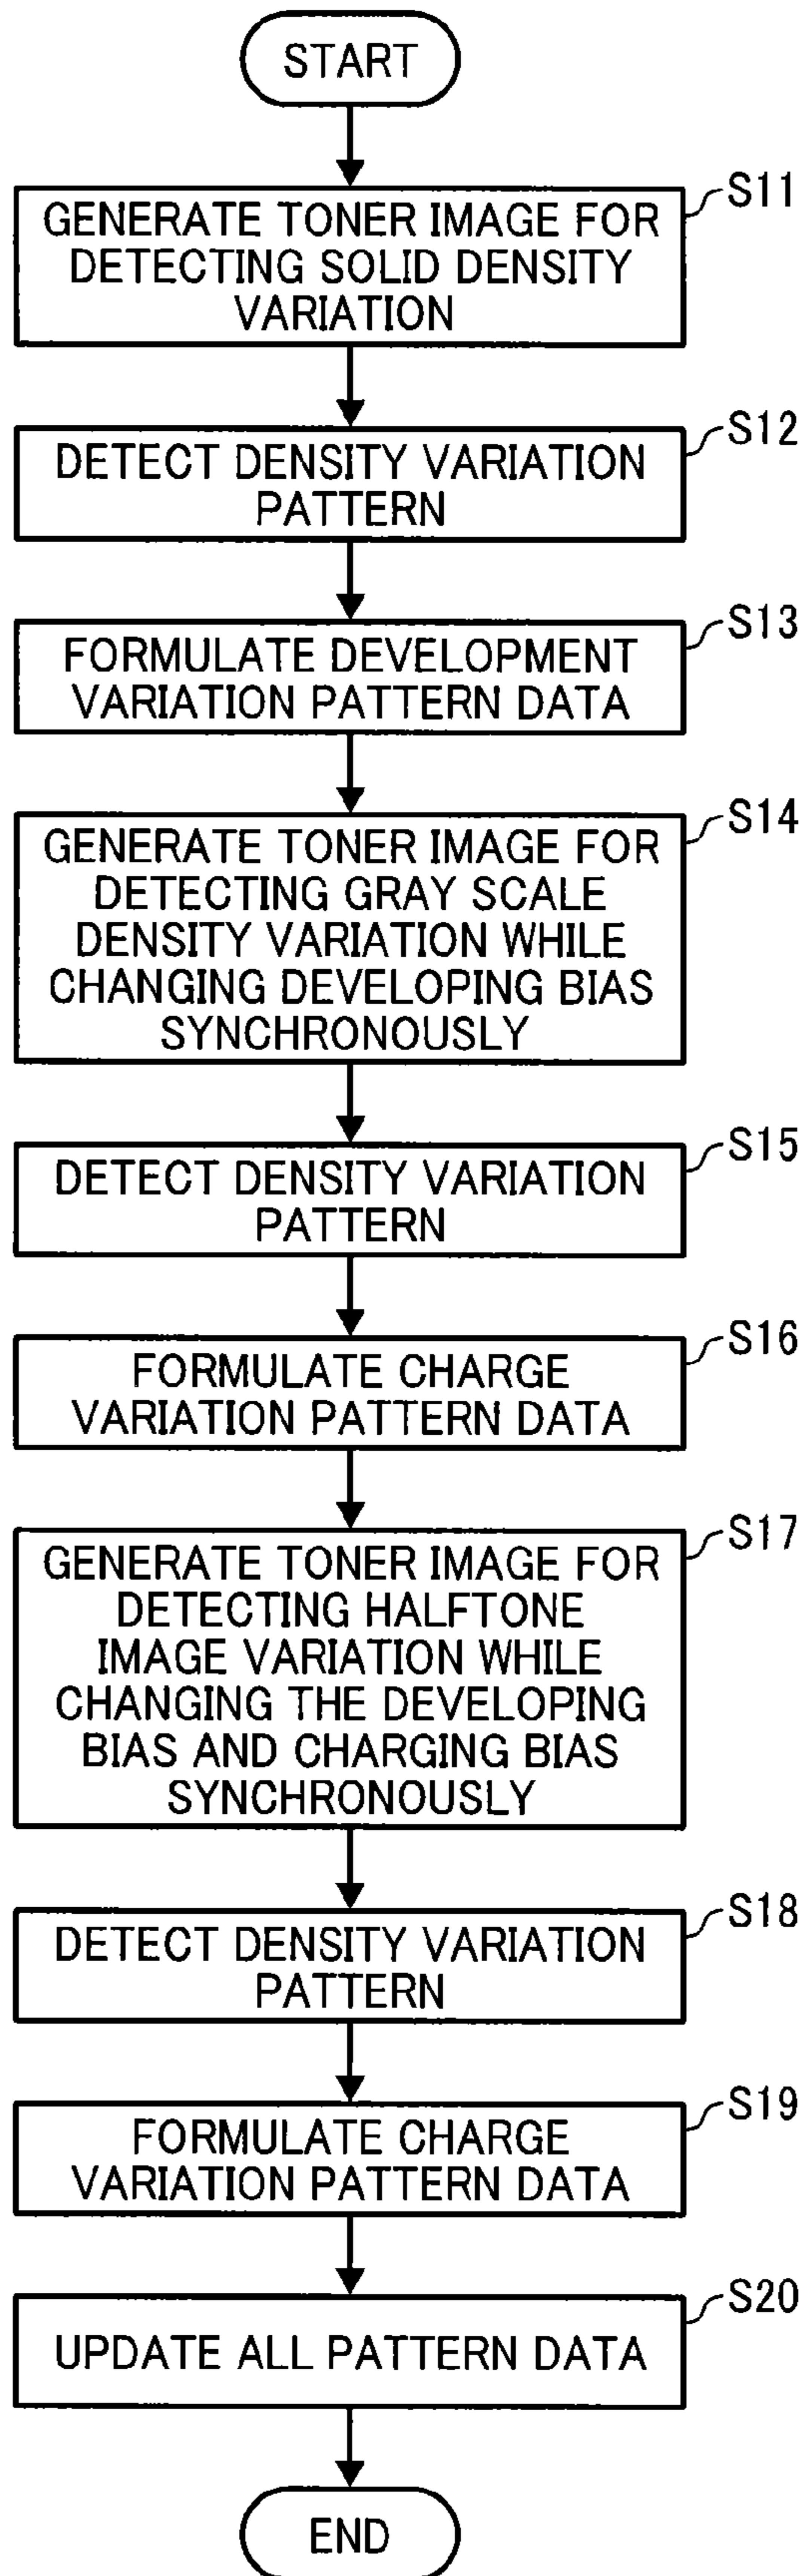 START
S11
GENERATE TONER IMAGE FOR
DETECTING SOLID DENSITY
VARIATION
S12
DETECT DENSITY VARIATION
PATTERN
S13
FORMULATE DEVELOPMENT
VARIATION PATTERN DATA
S14
GENERATE TONER IMAGE FOR
DETECTING GRAY SCALE
DENSITY VARIATION WHILE
CHANGING DEVELOPING BIAS
SYNCHRONOUSLY
S15
DETECT DENSITY VARIATION
PATTERN
S16
FORMULATE CHARGE
VARIATION PATTERN DATA
S17
GENERATE TONER IMAGE FOR
DETECTING HALFTONE
IMAGE VARIATION WHILE
CHANGING THE DEVELOPING
BIAS AND CHARGING BIAS
SYNCHRONOUSLY
S18
DETECT DENSITY VARIATION
PATTERN
S19
FORMULATE CHARGE
VARIATION PATTERN DATA
S20
UPDATE ALL PATTERN DATA
END